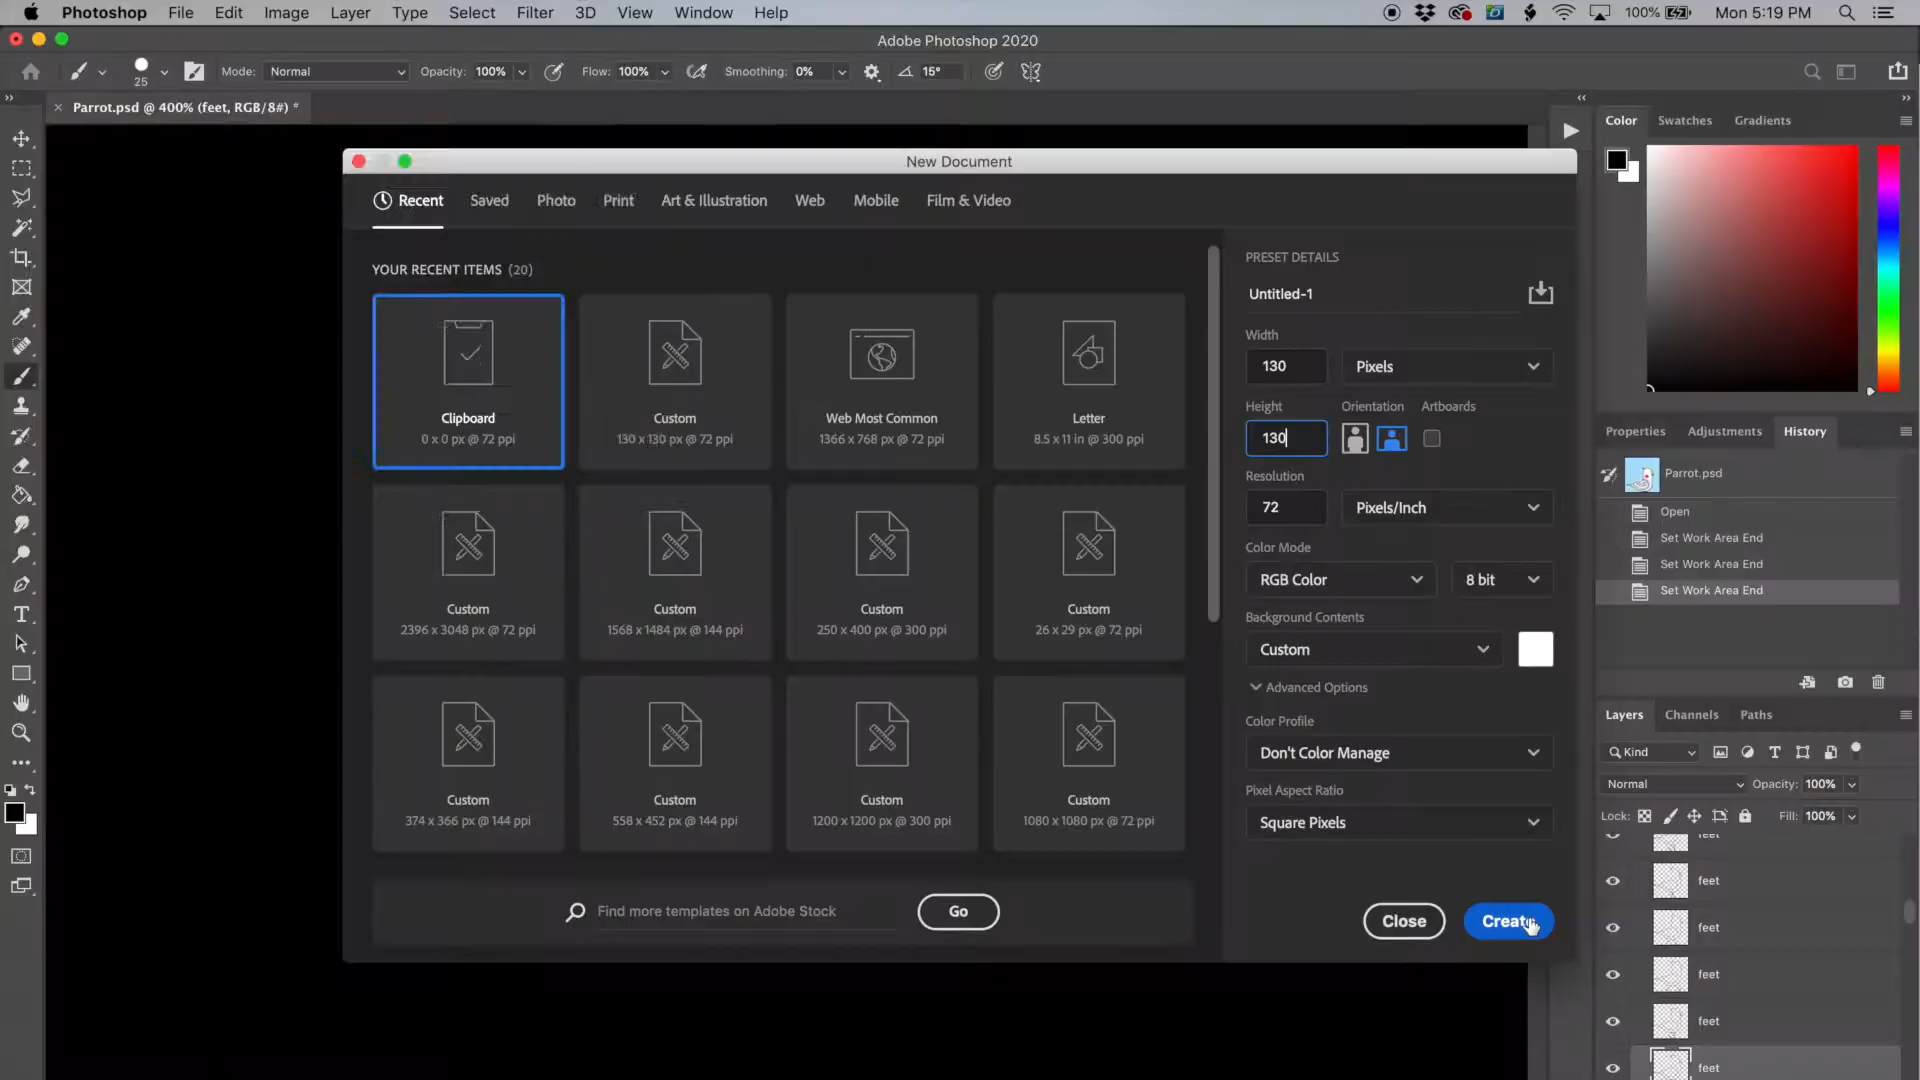 Photoshop File Edit Image Layer Type Select Filter 3D View Window Help 100% Mon 5:19 PM
Adobe Photoshop 2020
25 Mode: Normal Opacity: 100% Flow: 100% Smoothing: 0% 15°
Parrot.psd @ 400% (feet, RGB/8#) *
New Document
Recent Saved Photo Print Art & Illustration Web Mobile Film & Video
YOUR RECENT ITEMS (20)
Clipboard
0 x 0 px @ 72 ppi
Custom
130 x 130 px @ 72 ppi
Web Most Common
1366 x 768 px @ 72 ppi
Letter
8.5 x 11 in @ 300 ppi
Custom
2396 x 3048 px @ 72 ppi
Custom
1568 x 1484 px @ 144 ppi
Custom
250 x 400 px @ 300 ppi
Custom
26 x 29 px @ 72 ppi
Custom
374 x 366 px @ 144 ppi
Custom
558 x 452 px @ 144 ppi
Custom
1200 x 1200 px @ 300 ppi
Custom
1080 x 1080 px @ 72 ppi
Find more templates on Adobe Stock Go
PRESET DETAILS
Untitled-1
Width
130 Pixels
Height Orientation Artboards
130
Resolution
72 Pixels/Inch
Color Mode
RGB Color 8 bit
Background Contents
Custom
Advanced Options
Color Profile
Don't Color Manage
Pixel Aspect Ratio
Square Pixels
Close Create
Color Swatches Gradients
Properties Adjustments History
Parrot.psd
Open
Set Work Area End
Set Work Area End
Set Work Area End
Layers Channels Paths
Kind
Normal Opacity: 100%
Lock: Fill: 100%
feet
feet
feet
feet
feet
feet